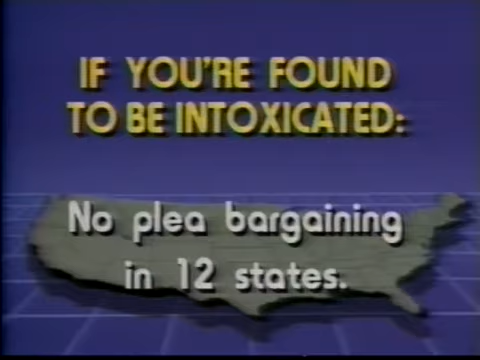 IF YOU'RE FOUND
TO BE INTOXICATED:
No plea bargaining
in 12 states.